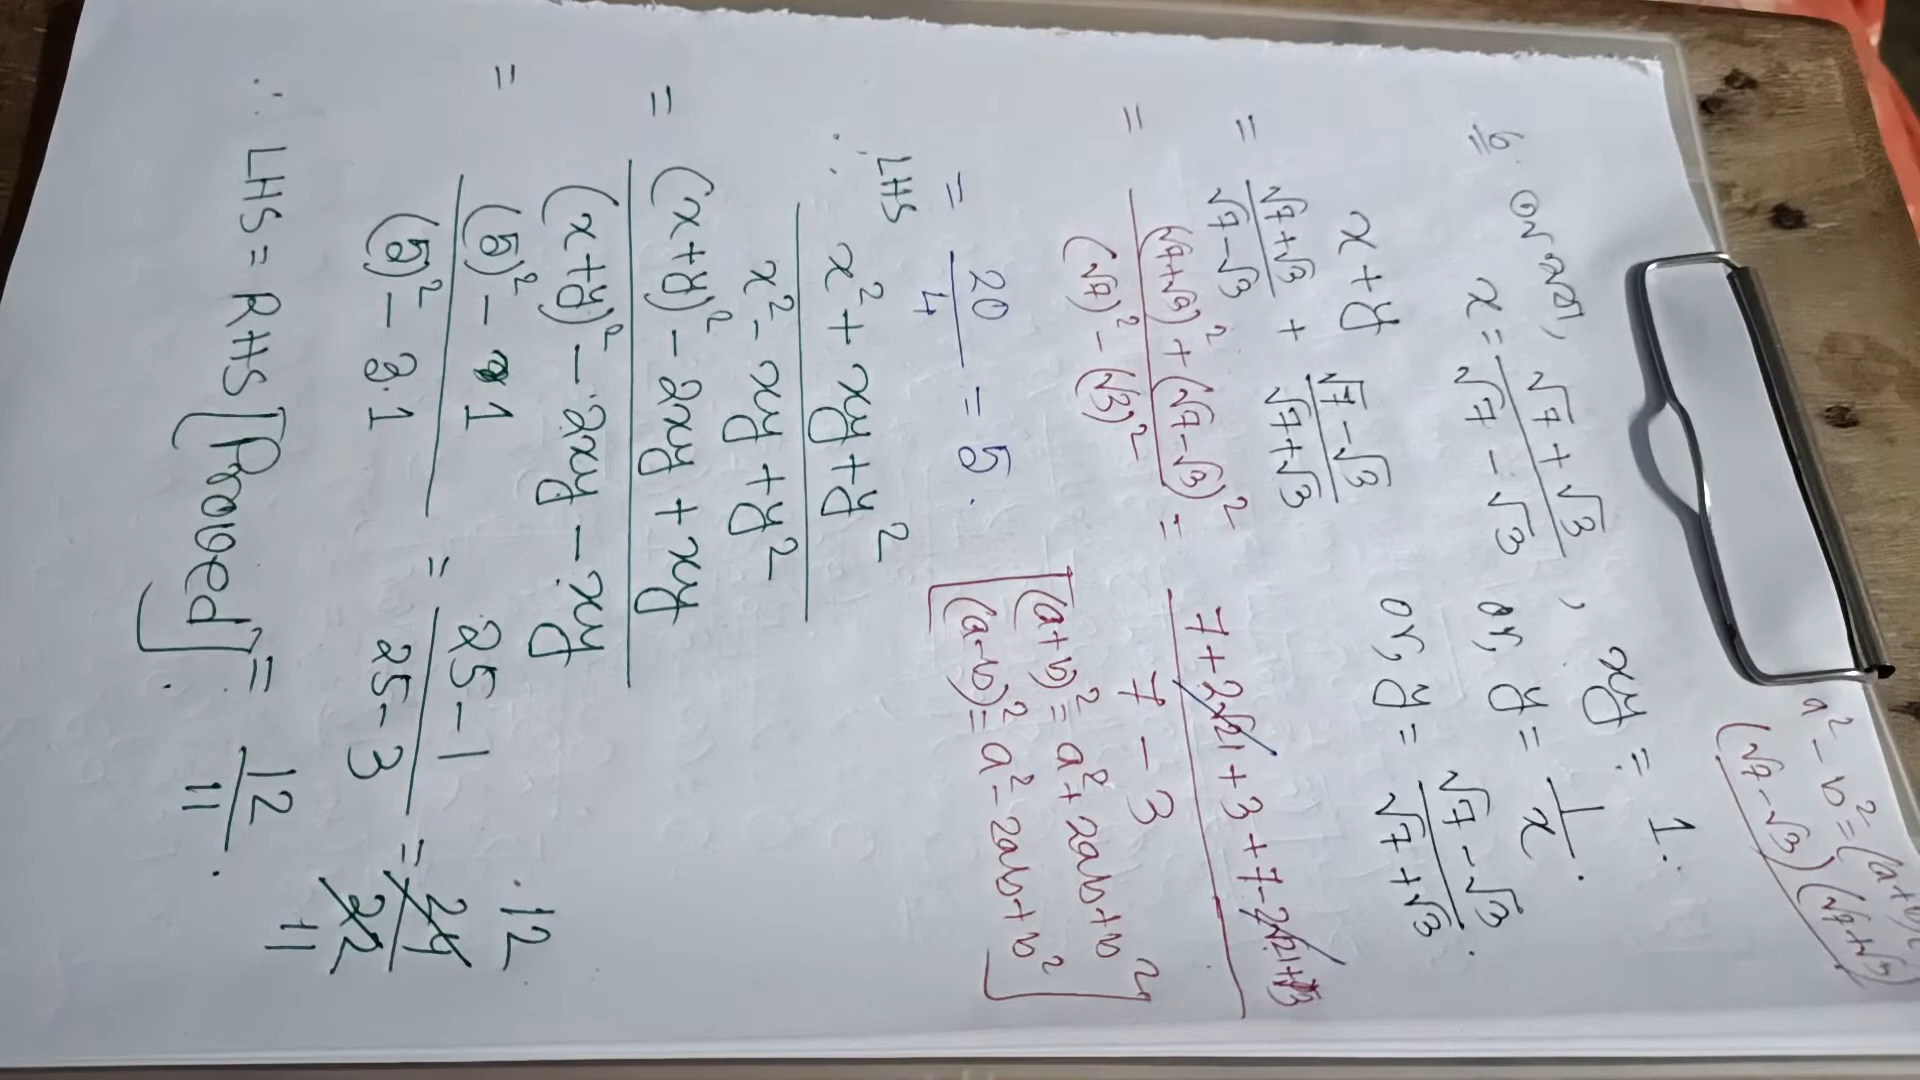 a² - b² = (a+b)
(√7 - √3) (√7 + √3)
6. or
x = (√7 + √3)/(√7 - √3), xy = 1.
or, y = 1/x.
x + y
or, y = (√7 - √3)/(√7 + √3).
= (√7 + √3)/(√7 - √3) + (√7 - √3)/(√7 + √3)
= ((√7 + √3)² + (√7 - √3)²)/((√7)² - (√3)²) = (7 + 2√21 + 3 + 7 - 2√21 + 3)/(7 - 3)
= 20/4 = 5.
(a+b)² = a² + 2ab + b²
(a-b)² = a² - 2ab + b²
LHS
∴ (x² + xy + y²)/(x² - xy + y²)
= ((x+y)² - 2xy + xy)/((x+y)² - 2xy - xy)
= ((5)² - 1)/((5)² - 3.1) = (25 - 1)/(25 - 3) = 24/22 12 11
∴ LHS = RHS [Proved] = 12/11.